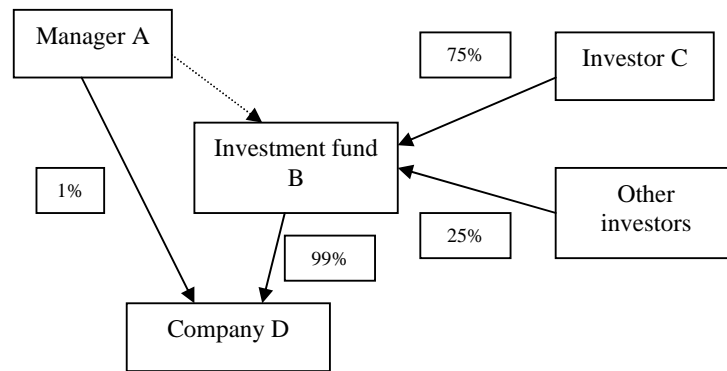 Manager A
75%
Investor C
Investment fund
B
1%
Other
investors
25%
99%
Company D